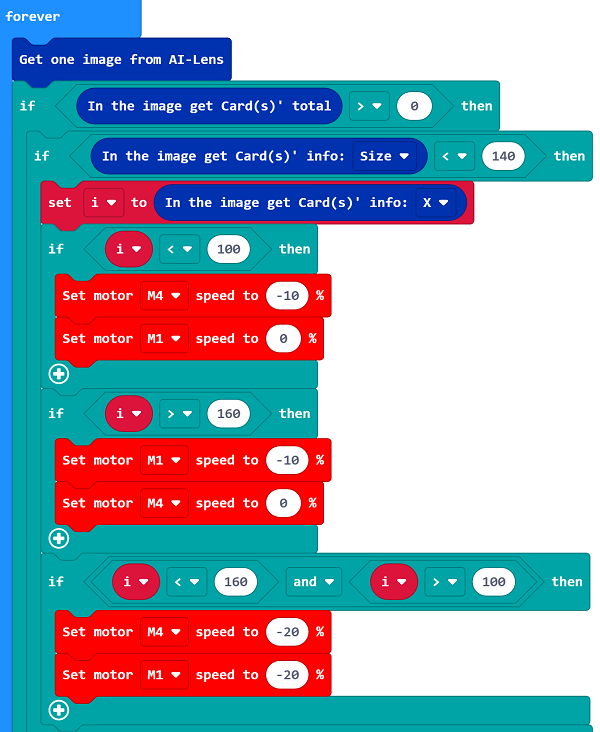 forever
Get one image from AI-Lens
if In the image get Card(s)' total > 0 then
if In the image get Card(s)' info: Size < 140 then
set i to In the image get Card(s)' info: X
if i < 100 then
Set motor M4 speed to -10 %
Set motor M1 speed to 0 %
if i > 160 then
Set motor M1 speed to -10 %
Set motor M4 speed to 0 %
if i < 160 and i > 100 then
Set motor M4 speed to -20 %
Set motor M1 speed to -20 %